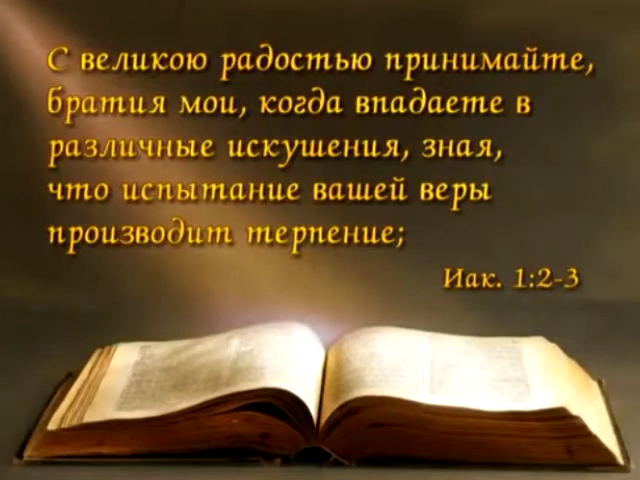 С великою радостью принимайте,
братия мои, когда впадаете в
различные искушения, зная,
что испытание вашей веры
производит терпение;
Иак. 1:2-3